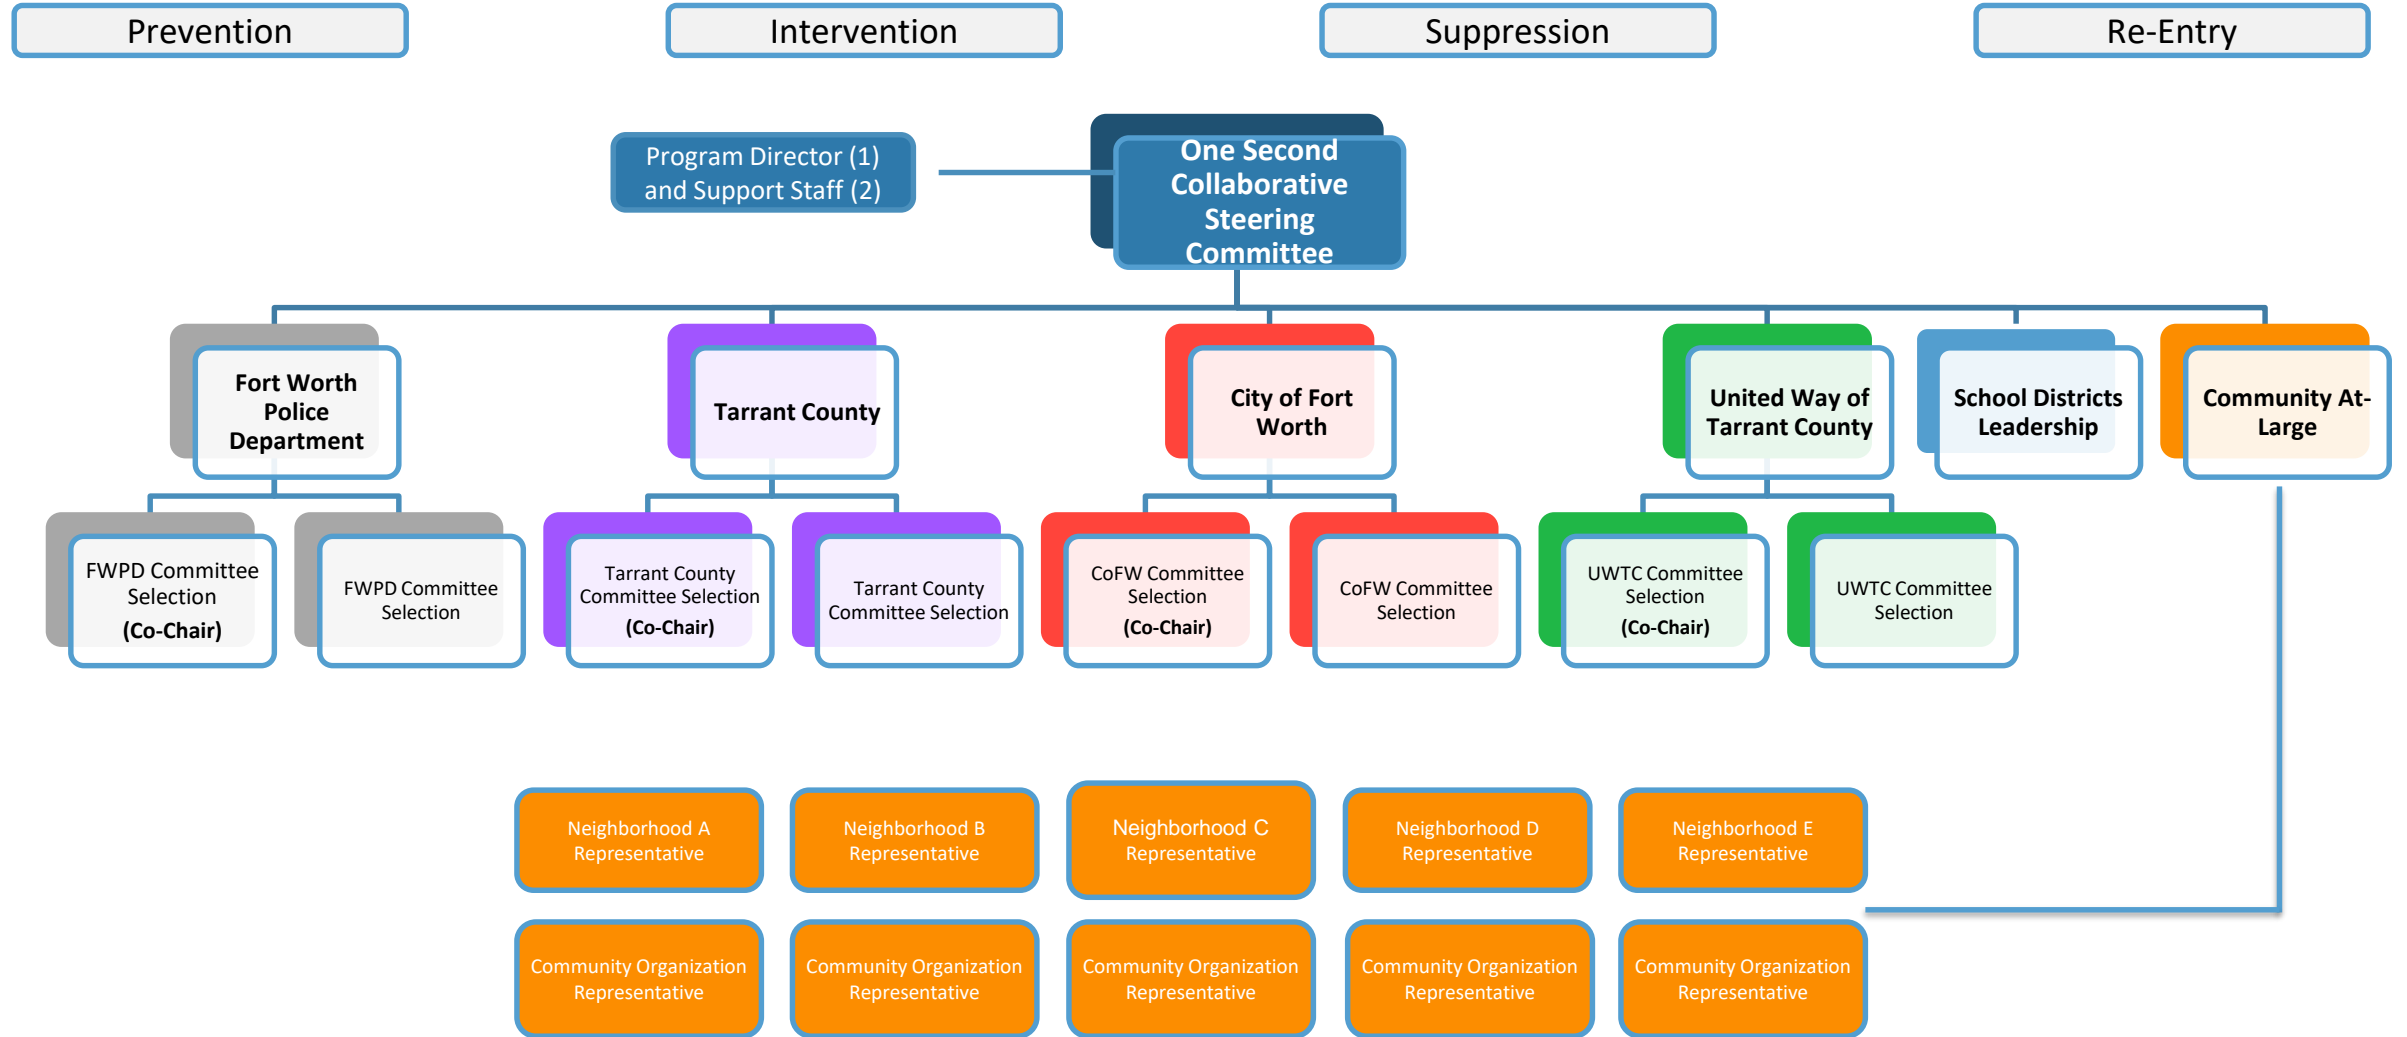 Prevention
Intervention
Suppression
Re-Entry
Program Director (1)
and Support Staff (2)
One Second
Collaborative
Steering
Committee
Fort Worth
Police
Department
Tarrant County
City of Fort
Worth
United Way of
Tarrant County
School Districts
Leadership
Community At-
Large
FWPD Committee
Selection
(Co-Chair)
FWPD Committee
Selection
Tarrant County
Committee Selection
(Co-Chair)
Tarrant County
Committee Selection
CoFW Committee
Selection
(Co-Chair)
CoFW Committee
Selection
UWTC Committee
Selection
(Co-Chair)
UWTC Committee
Selection
Neighborhood A
Representative
Neighborhood B
Representative
Neighborhood C
Representative
Neighborhood D
Representative
Neighborhood E
Representative
Community Organization
Representative
Community Organization
Representative
Community Organization
Representative
Community Organization
Representative
Community Organization
Representative